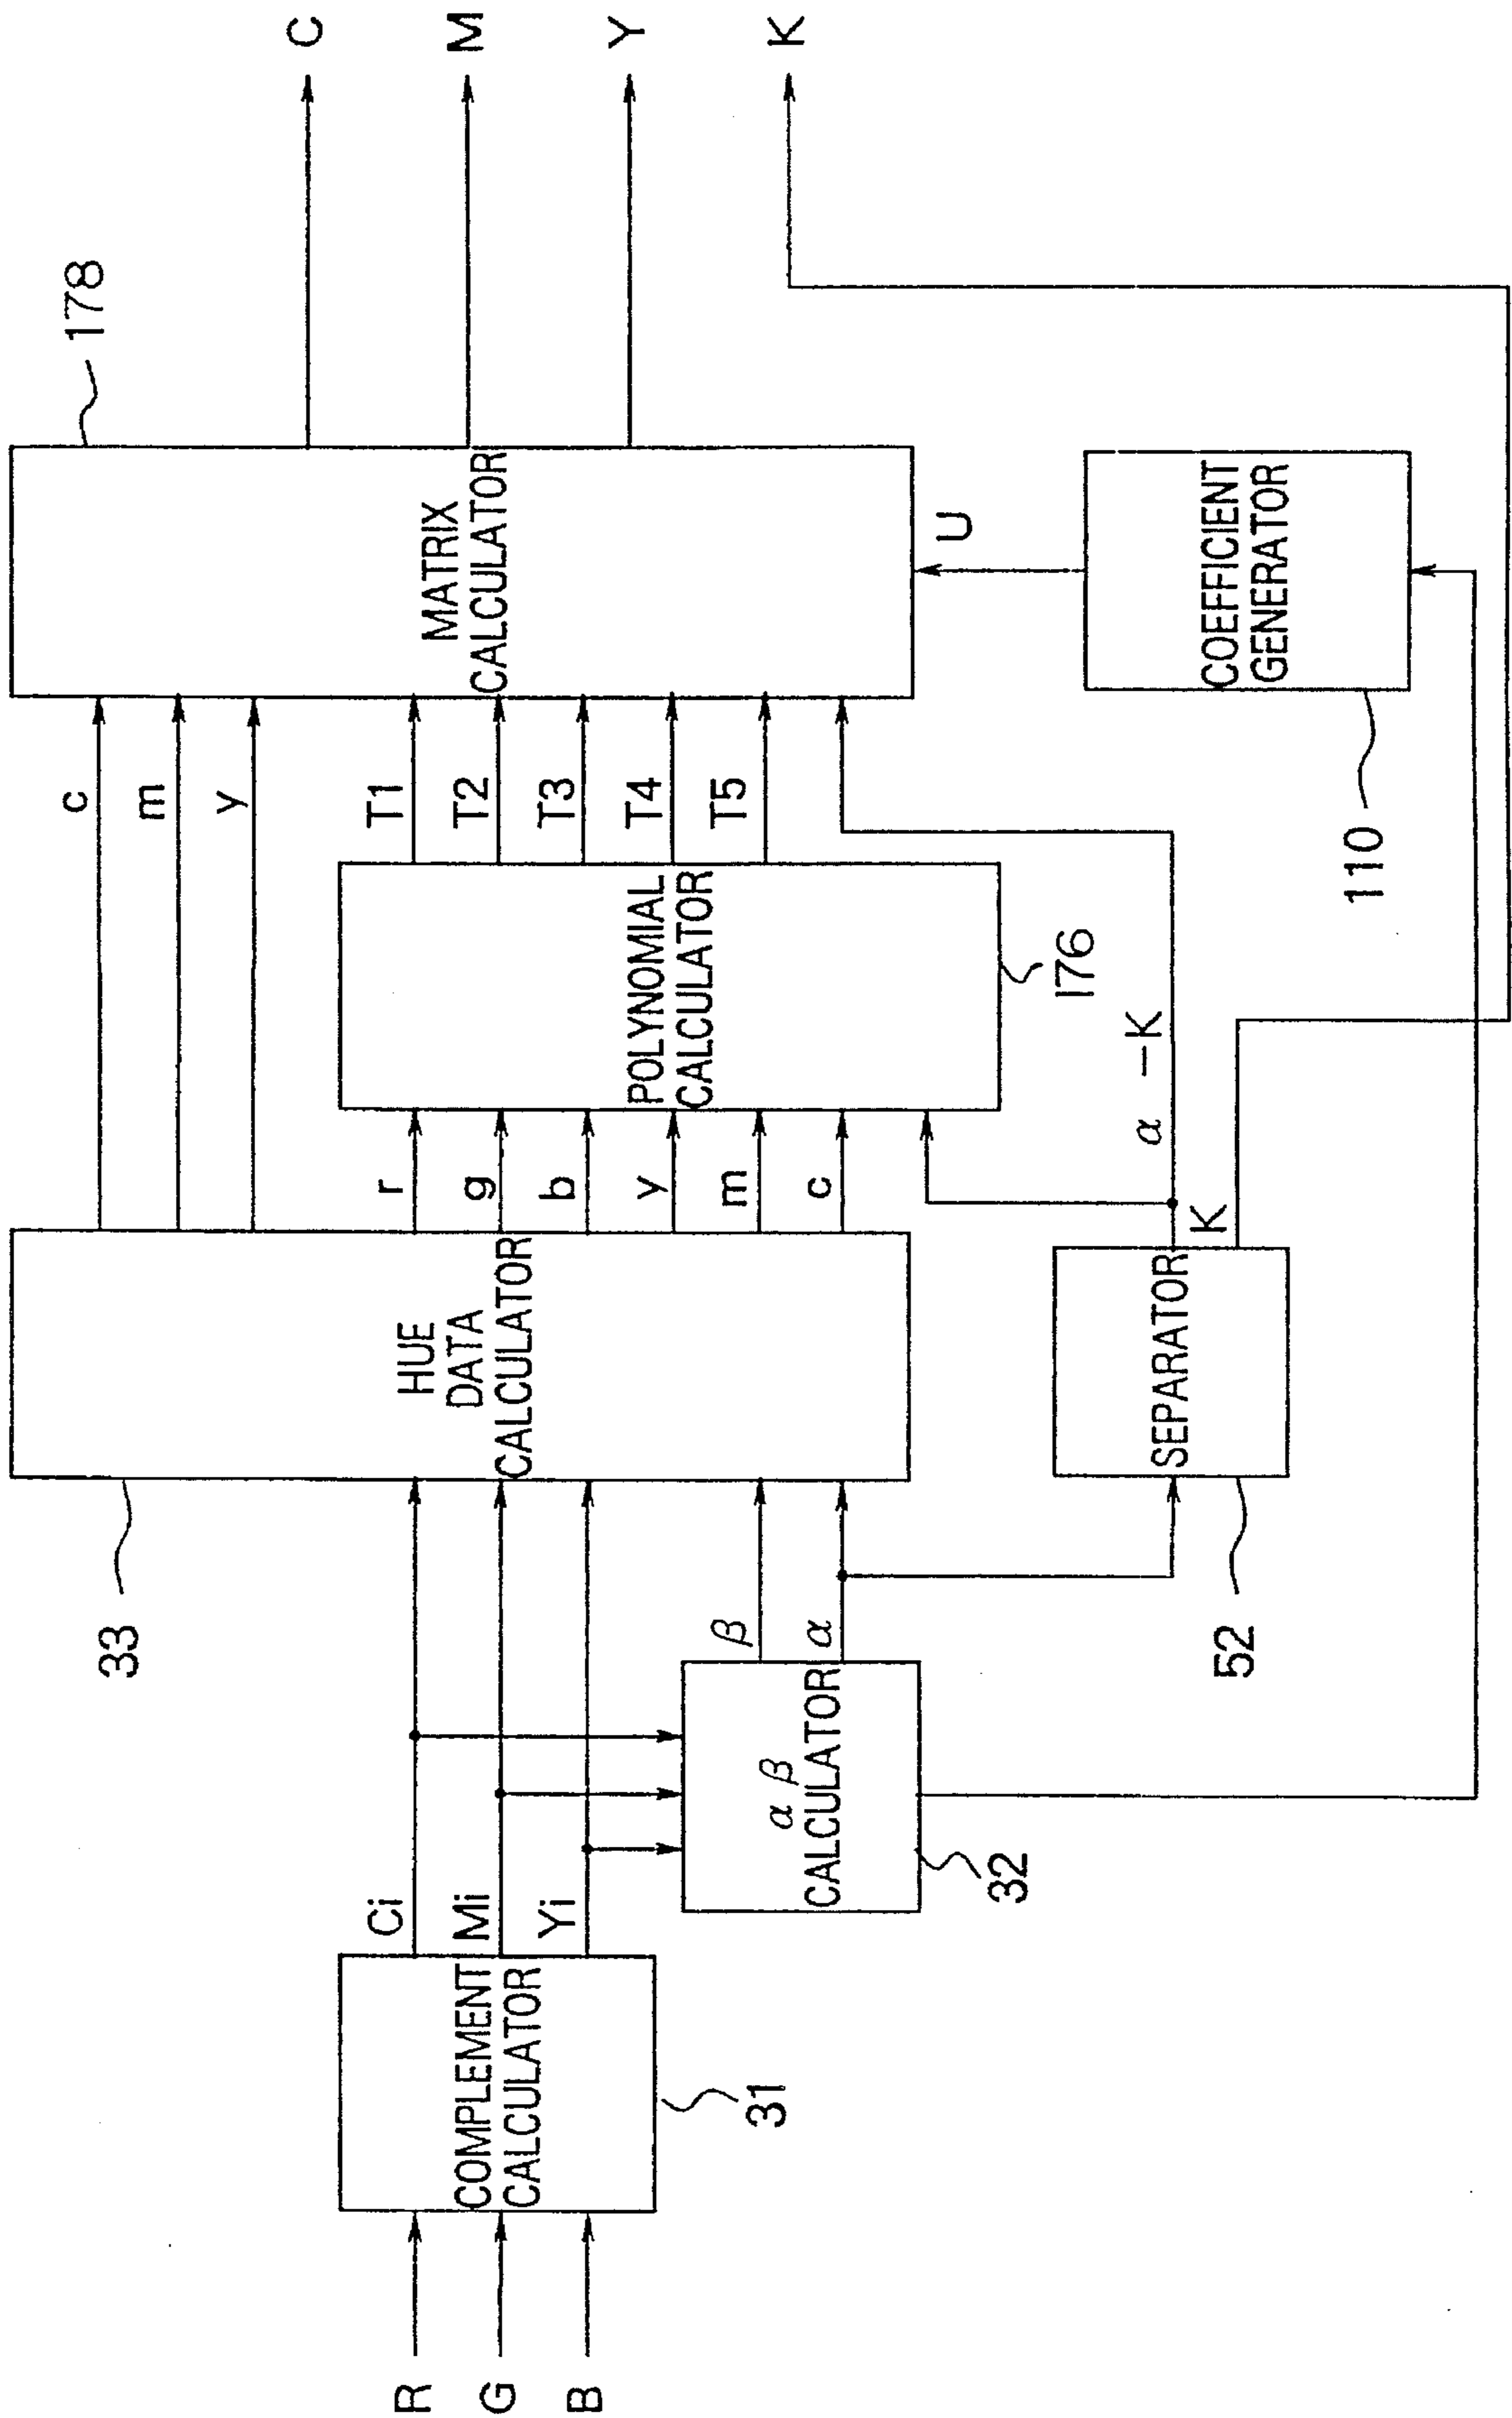 R
G
B
COMPLEMENT
CALCULATOR
31
Ci
Mi
Yi
α β
CALCULATOR
32
β
α
33
HUE
DATA
CALCULATOR
SEPARATOR
52
c
m
y
r
g
b
y
m
c
α −K
K
POLYNOMIAL
CALCULATOR
176
T1
T2
T3
T4
T5
MATRIX
CALCULATOR
178
U
COEFFICIENT
GENERATOR
110
C
M
Y
K